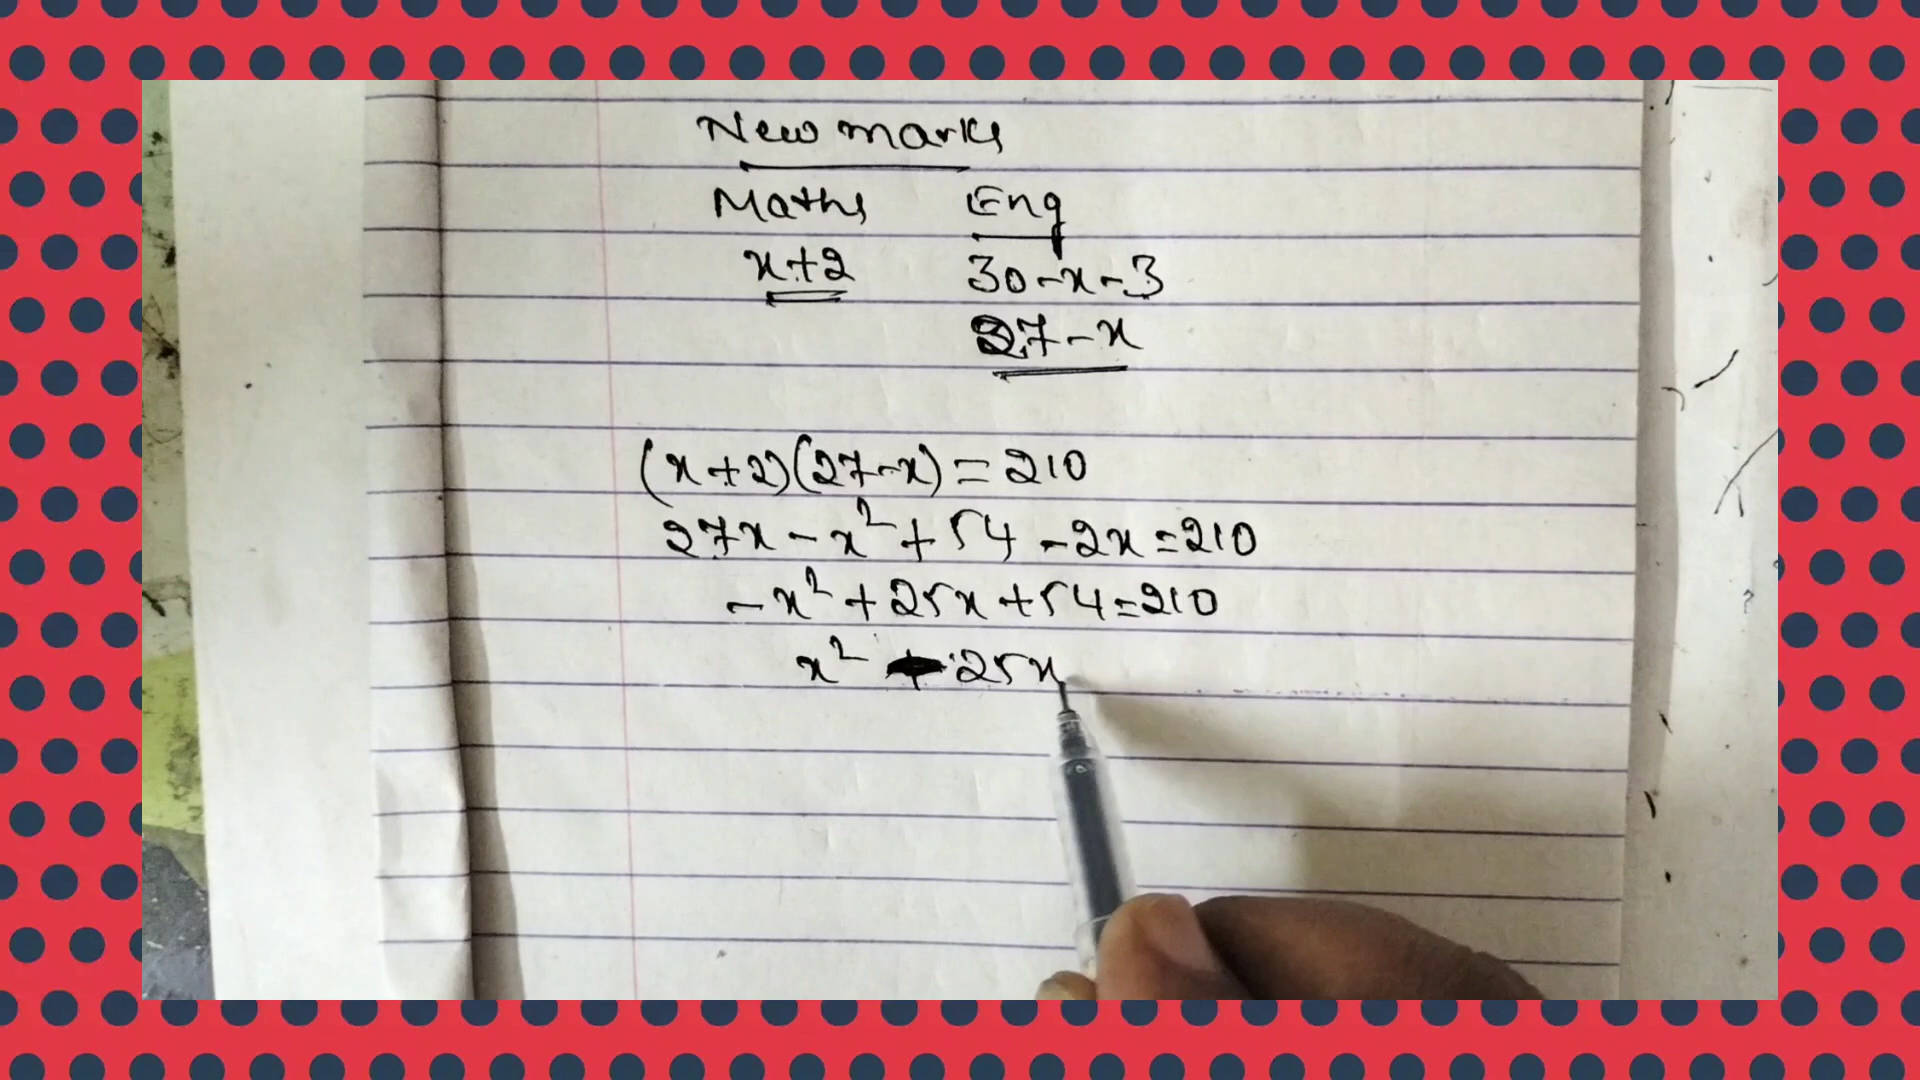 New marks
Maths Eng
x+2 30-x-3
27-x
(x+2)(27-x)=210
27x-x²+54-2x=210
-x²+25x+54=210
x² - 25x